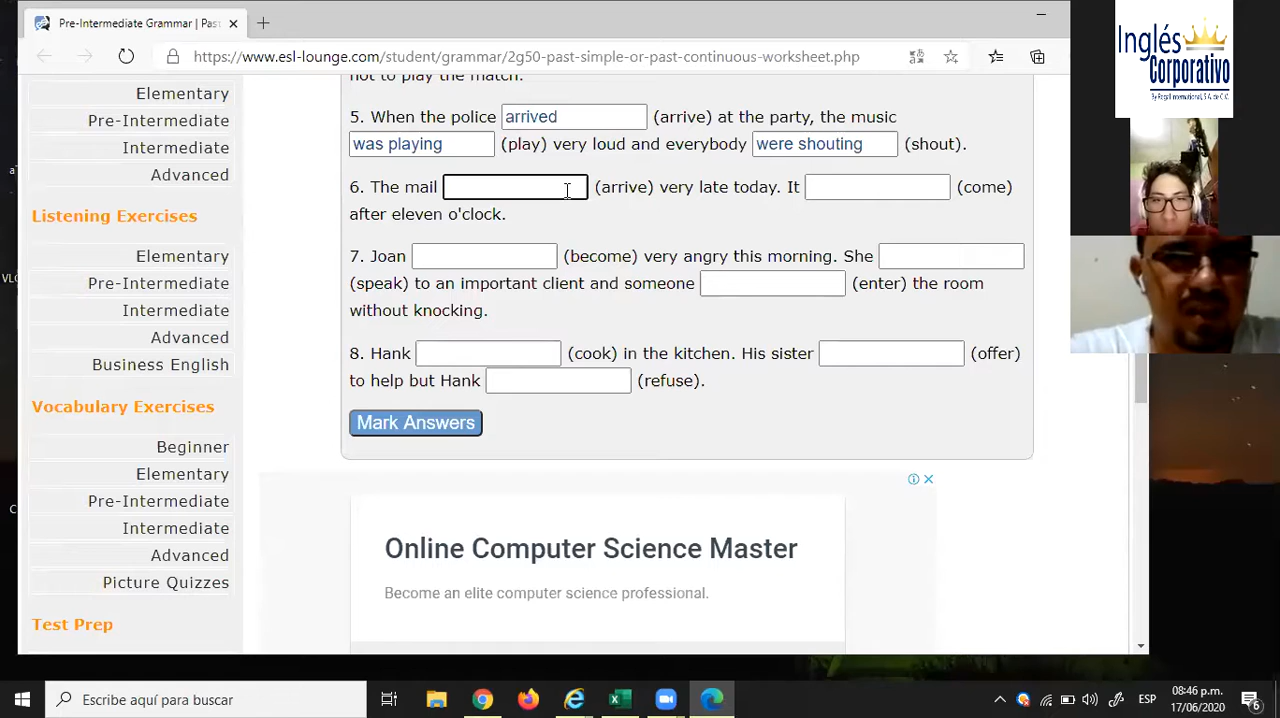 Pre-Intermediate Grammar | Pas
https://www.esl-lounge.com/student/grammar/2g50-past-simple-or-past-continuous-worksheet.php
Inglés
Corporativo
By Regall International, S.A. de C.V.
Elementary
Pre-Intermediate
Intermediate
Advanced
Listening Exercises
Elementary
Pre-Intermediate
Intermediate
Advanced
Business English
Vocabulary Exercises
Beginner
Elementary
Pre-Intermediate
Intermediate
Advanced
Picture Quizzes
Test Prep
not to play the match.
5. When the police arrived (arrive) at the party, the music
was playing (play) very loud and everybody were shouting (shout).
6. The mail (arrive) very late today. It (come)
after eleven o'clock.
7. Joan (become) very angry this morning. She
(speak) to an important client and someone (enter) the room
without knocking.
8. Hank (cook) in the kitchen. His sister (offer)
to help but Hank (refuse).
Mark Answers
Online Computer Science Master
Become an elite computer science professional.
Escribe aquí para buscar
ESP
08:46 p.m.
17/06/2020
6